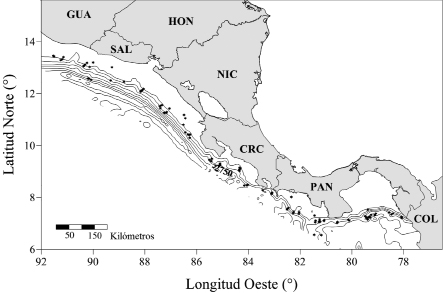 GUA
HON
SAL
NIC
CRC
PAN
COL
14
12
10
8
6
Latitud Norte (°)
50 150 Kilómetros
92 90 88 86 84 82 80 78
Longitud Oeste (°)